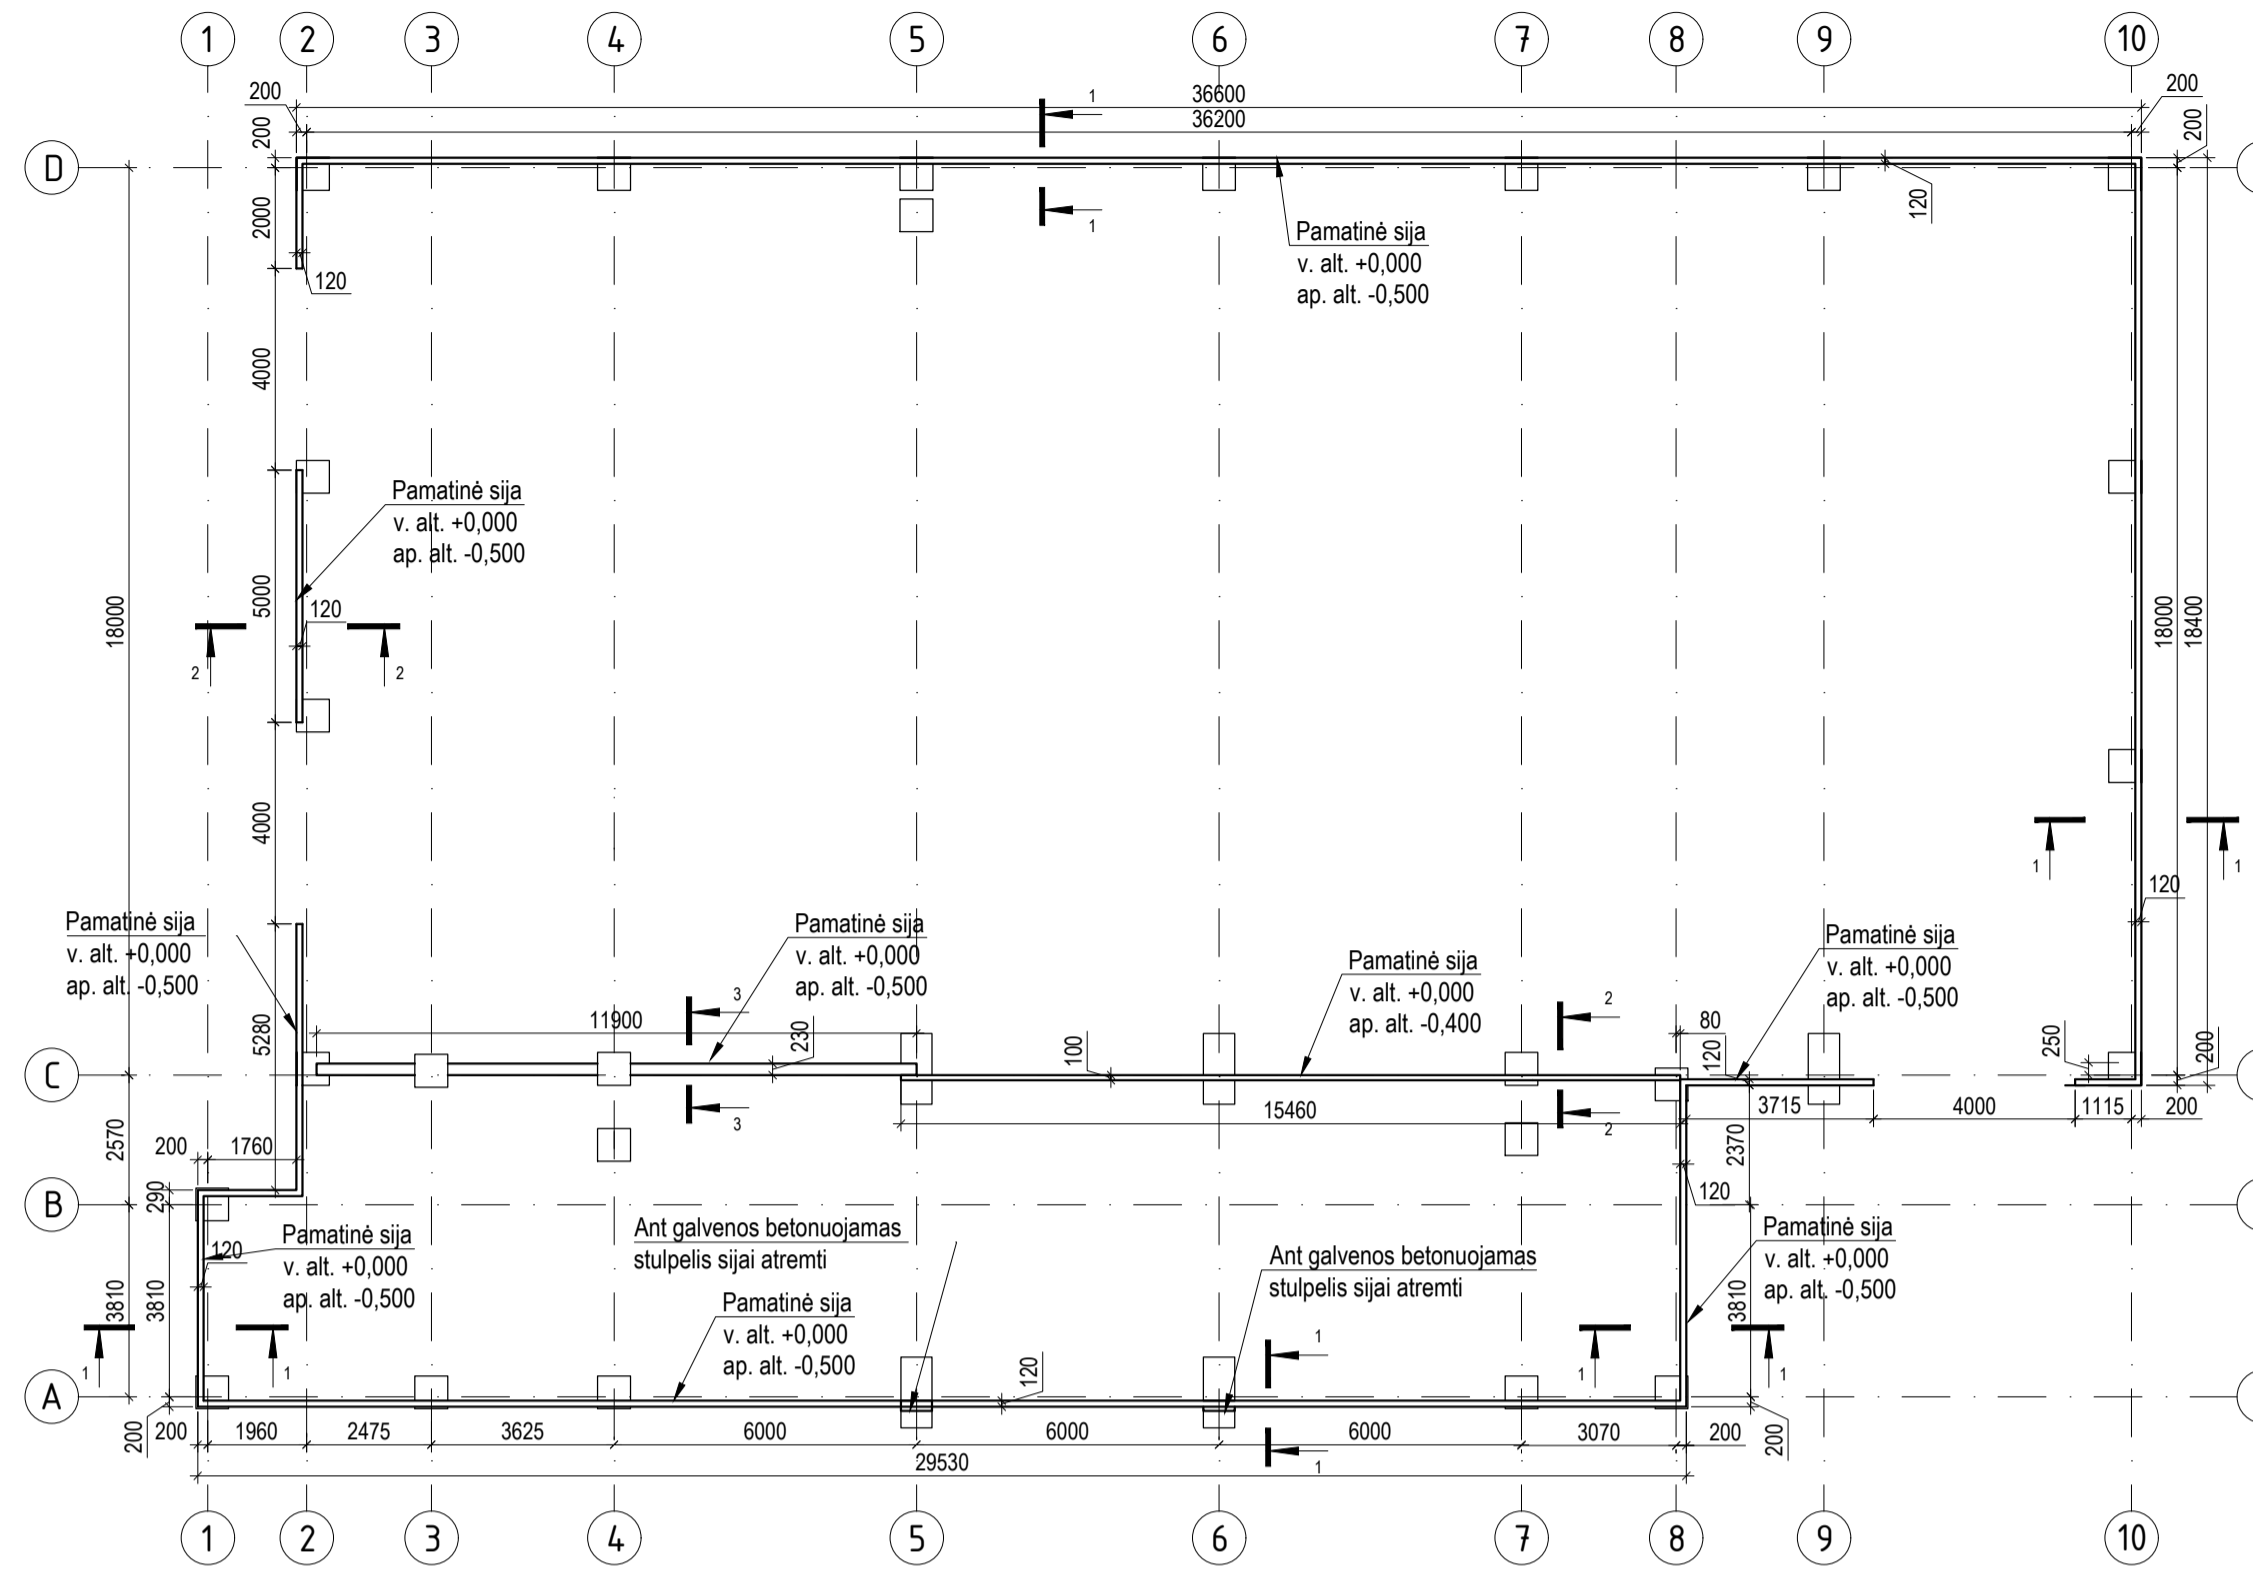 1 2 3 4 5 6 7 8 9 10
200 36600 200
1
200 36200 200
D
2000 120
1
Pamatinė sija
v. alt. +0,000
ap. alt. -0,500
120
4000
Pamatinė sija
v. alt. +0,000
ap. alt. -0,500
18000 5000 120 18000 18400
2 2
4000
1 1
120
Pamatinė sija
v. alt. +0,000
ap. alt. -0,500
Pamatinė sija
v. alt. +0,000
ap. alt. -0,500
Pamatinė sija
v. alt. +0,000
ap. alt. -0,400
Pamatinė sija
v. alt. +0,000
ap. alt. -0,500
5280 11900 3 230 100 2 80 120 250 200
C
3 15460 2 3715 4000 1115 200
2570 200 1760 2370
290 120
B
Pamatinė sija
v. alt. +0,000
ap. alt. -0,500
120
Ant galvenos betonuojamas
stulpelis sijai atremti
Ant galvenos betonuojamas
stulpelis sijai atremti
Pamatinė sija
v. alt. +0,000
ap. alt. -0,500
Pamatinė sija
v. alt. +0,000
ap. alt. -0,500
3810 3810 3810
1 1 120 1 1 1
A
200 200 1960 2475 3625 6000 6000 6000 3070 200 200
29530 1
1 2 3 4 5 6 7 8 9 10